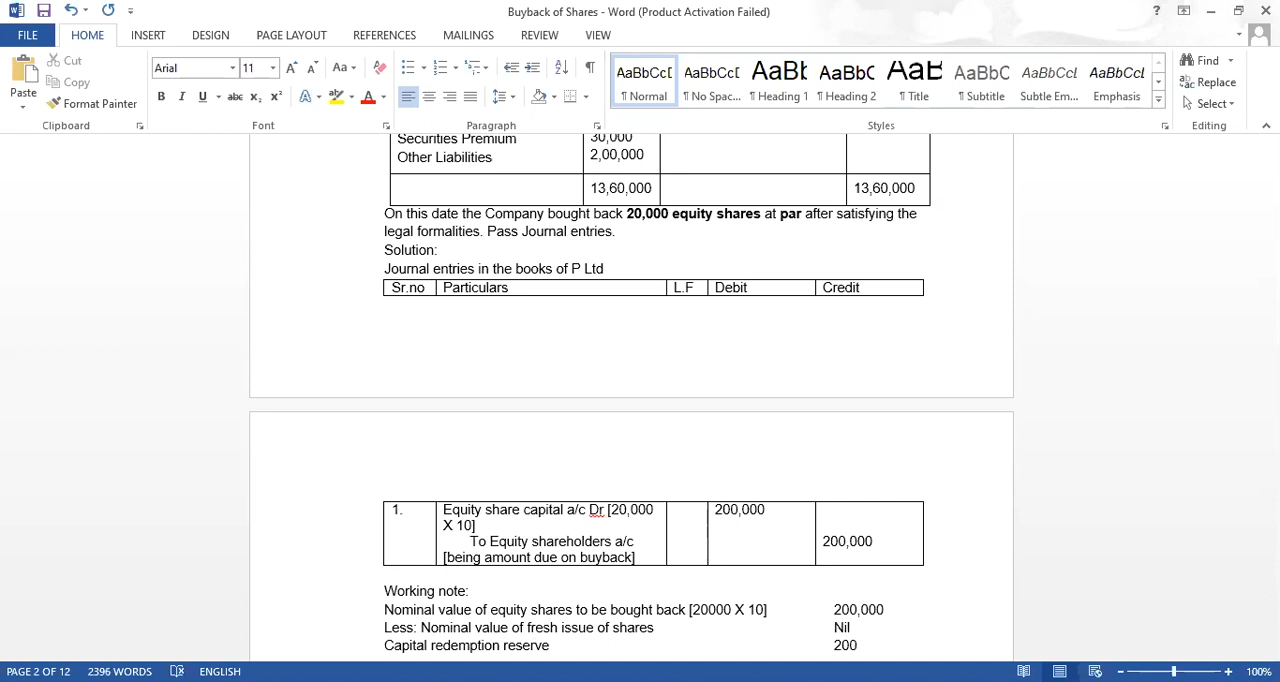 Buyback of Shares - Word (Product Activation Failed)
FILE HOME INSERT DESIGN PAGE LAYOUT REFERENCES MAILINGS REVIEW VIEW
Paste
Cut
Copy
Format Painter
Clipboard
Arial 11
Font
Paragraph
AaBbCcD AaBbCcD AaBb AaBbC AaBb AaBbC AaBbCcL AaBbCcL
¶ Normal ¶ No Spac... ¶ Heading 1 ¶ Heading 2 ¶ Title ¶ Subtitle Subtle Em... Emphasis
Styles
Find
Replace
Select
Editing
Securities Premium 30,000
Other Liabilities 2,00,000
13,60,000 13,60,000
On this date the Company bought back 20,000 equity shares at par after satisfying the
legal formalities. Pass Journal entries.
Solution:
Journal entries in the books of P Ltd
Sr.no Particulars L.F Debit Credit
1. Equity share capital a/c Dr [20,000 200,000
X 10]
To Equity shareholders a/c 200,000
[being amount due on buyback]
Working note:
Nominal value of equity shares to be bought back [20000 X 10] 200,000
Less: Nominal value of fresh issue of shares Nil
Capital redemption reserve 200
PAGE 2 OF 12 2396 WORDS ENGLISH 100%